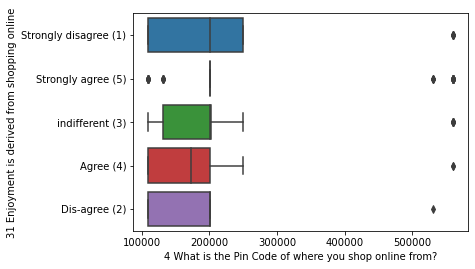 31 Enjoyment is derived from shopping online
Strongly disagree (1)
Strongly agree (5)
indifferent (3)
Agree (4)
Dis-agree (2)
100000 200000 300000 400000 500000
4 What is the Pin Code of where you shop online from?